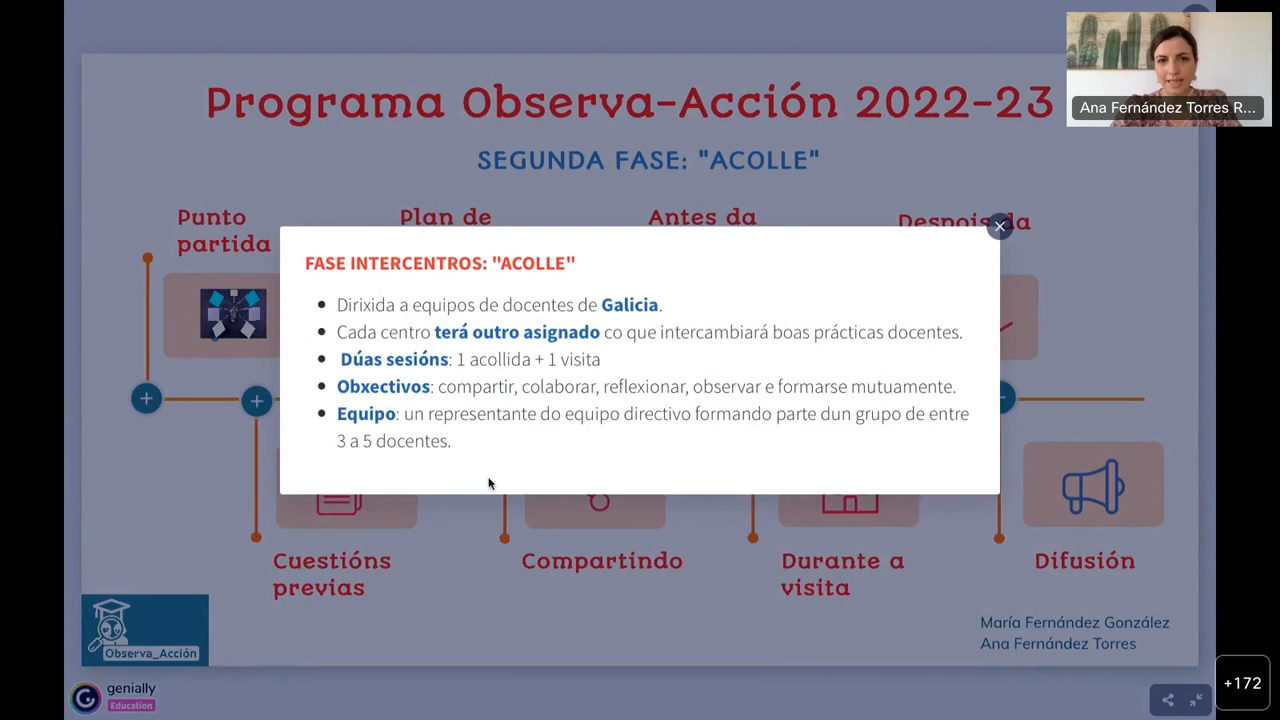 Programa Observa-Acción 2022-23
SEGUNDA FASE: "ACOLLE"
Ana Fernández Torres R...
Punto
partida
Plan de
Antes da
Despois da
FASE INTERCENTROS: "ACOLLE"
Dirixida a equipos de docentes de Galicia.
Cada centro terá outro asignado co que intercambiará boas prácticas docentes.
Dúas sesións: 1 acollida + 1 visita
Obxectivos: compartir, colaborar, reflexionar, observar e formarse mutuamente.
Equipo: un representante do equipo directivo formando parte dun grupo de entre
3 a 5 docentes.
Cuestións
previas
Compartindo
Durante a
visita
Difusión
Observa_Acción
María Fernández González
Ana Fernández Torres
genially
Education
+172